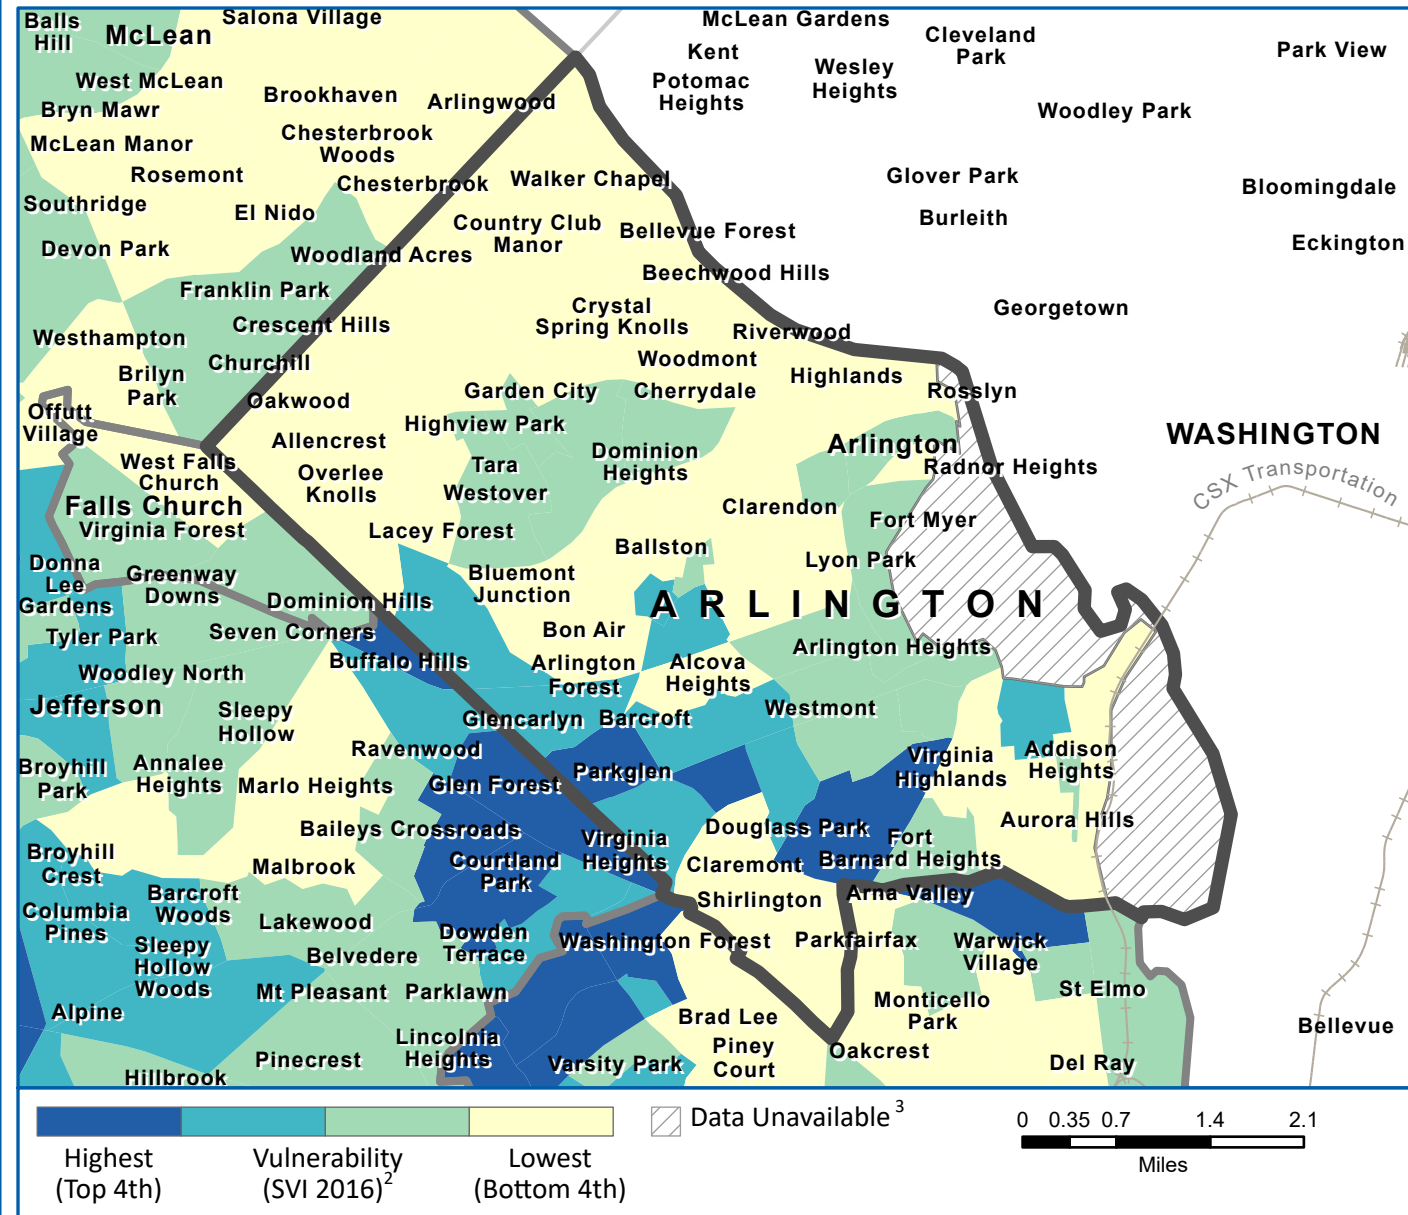 Balls
Hill
McLean
Salona Village
McLean Gardens
Kent
Cleveland
Park
Park View
West McLean
Potomac
Heights
Wesley
Heights
Bryn Mawr
Brookhaven
Arlingwood
Woodley Park
McLean Manor
Chesterbrook
Woods
Rosemont
Chesterbrook
Walker Chapel
Glover Park
Bloomingdale
Southridge
El Nido
Country Club
Manor
Bellevue Forest
Burleith
Eckington
Devon Park
Woodland Acres
Beechwood Hills
Franklin Park
Crystal
Spring Knolls
Georgetown
Westhampton
Crescent Hills
Riverwood
Churchill
Woodmont
Brilyn
Park
Garden City
Cherrydale
Highlands
Rosslyn
Offutt
Village
Oakwood
Highview Park
Allencrest
Arlington
WASHINGTON
West Falls
Church
Overlee
Knolls
Tara
Dominion
Heights
Radnor Heights
CSX Transportation
Westover
Falls Church
Virginia Forest
Lacey Forest
Clarendon
Fort Myer
Ballston
Lyon Park
Donna
Lee
Gardens
Greenway
Downs
Dominion Hills
Bluemont
Junction
ARLINGTON
Tyler Park
Seven Corners
Bon Air
Arlington Heights
Woodley North
Buffalo Hills
Arlington
Forest
Alcova
Heights
Jefferson
Sleepy
Hollow
Glencarlyn
Barcroft
Westmont
Ravenwood
Broyhill
Park
Annalee
Heights
Marlo Heights
Glen Forest
Parkglen
Virginia
Highlands
Addison
Heights
Baileys Crossroads
Virginia
Heights
Douglass Park
Fort
Barnard Heights
Aurora Hills
Broyhill
Crest
Malbrook
Courtland
Park
Claremont
Barcroft
Woods
Shirlington
Arna Valley
Columbia
Pines
Lakewood
Sleepy
Hollow
Woods
Belvedere
Dowden
Terrace
Washington Forest
Parkfairfax
Warwick
Village
Alpine
Mt Pleasant
Parklawn
St Elmo
Monticello
Park
Brad Lee
Lincolnia
Heights
Piney
Court
Oakcrest
Bellevue
Pinecrest
Varsity Park
Del Ray
Hillbrook
Highest
(Top 4th)
Vulnerability
(SVI 2016)2
Lowest
(Bottom 4th)
Data Unavailable 3
0 0.35 0.7 1.4 2.1
Miles